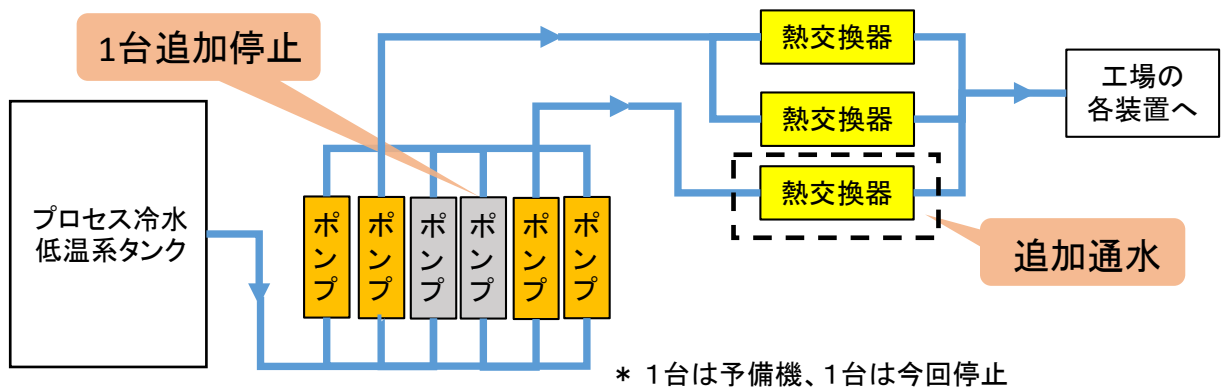 1台追加停止
熱交換器
工場の
各装置へ
熱交換器
熱交換器
プロセス冷水
低温系タンク
ポンプ
ポンプ
ポンプ
ポンプ
ポンプ
ポンプ
追加通水
* 1台は予備機、1台は今回停止